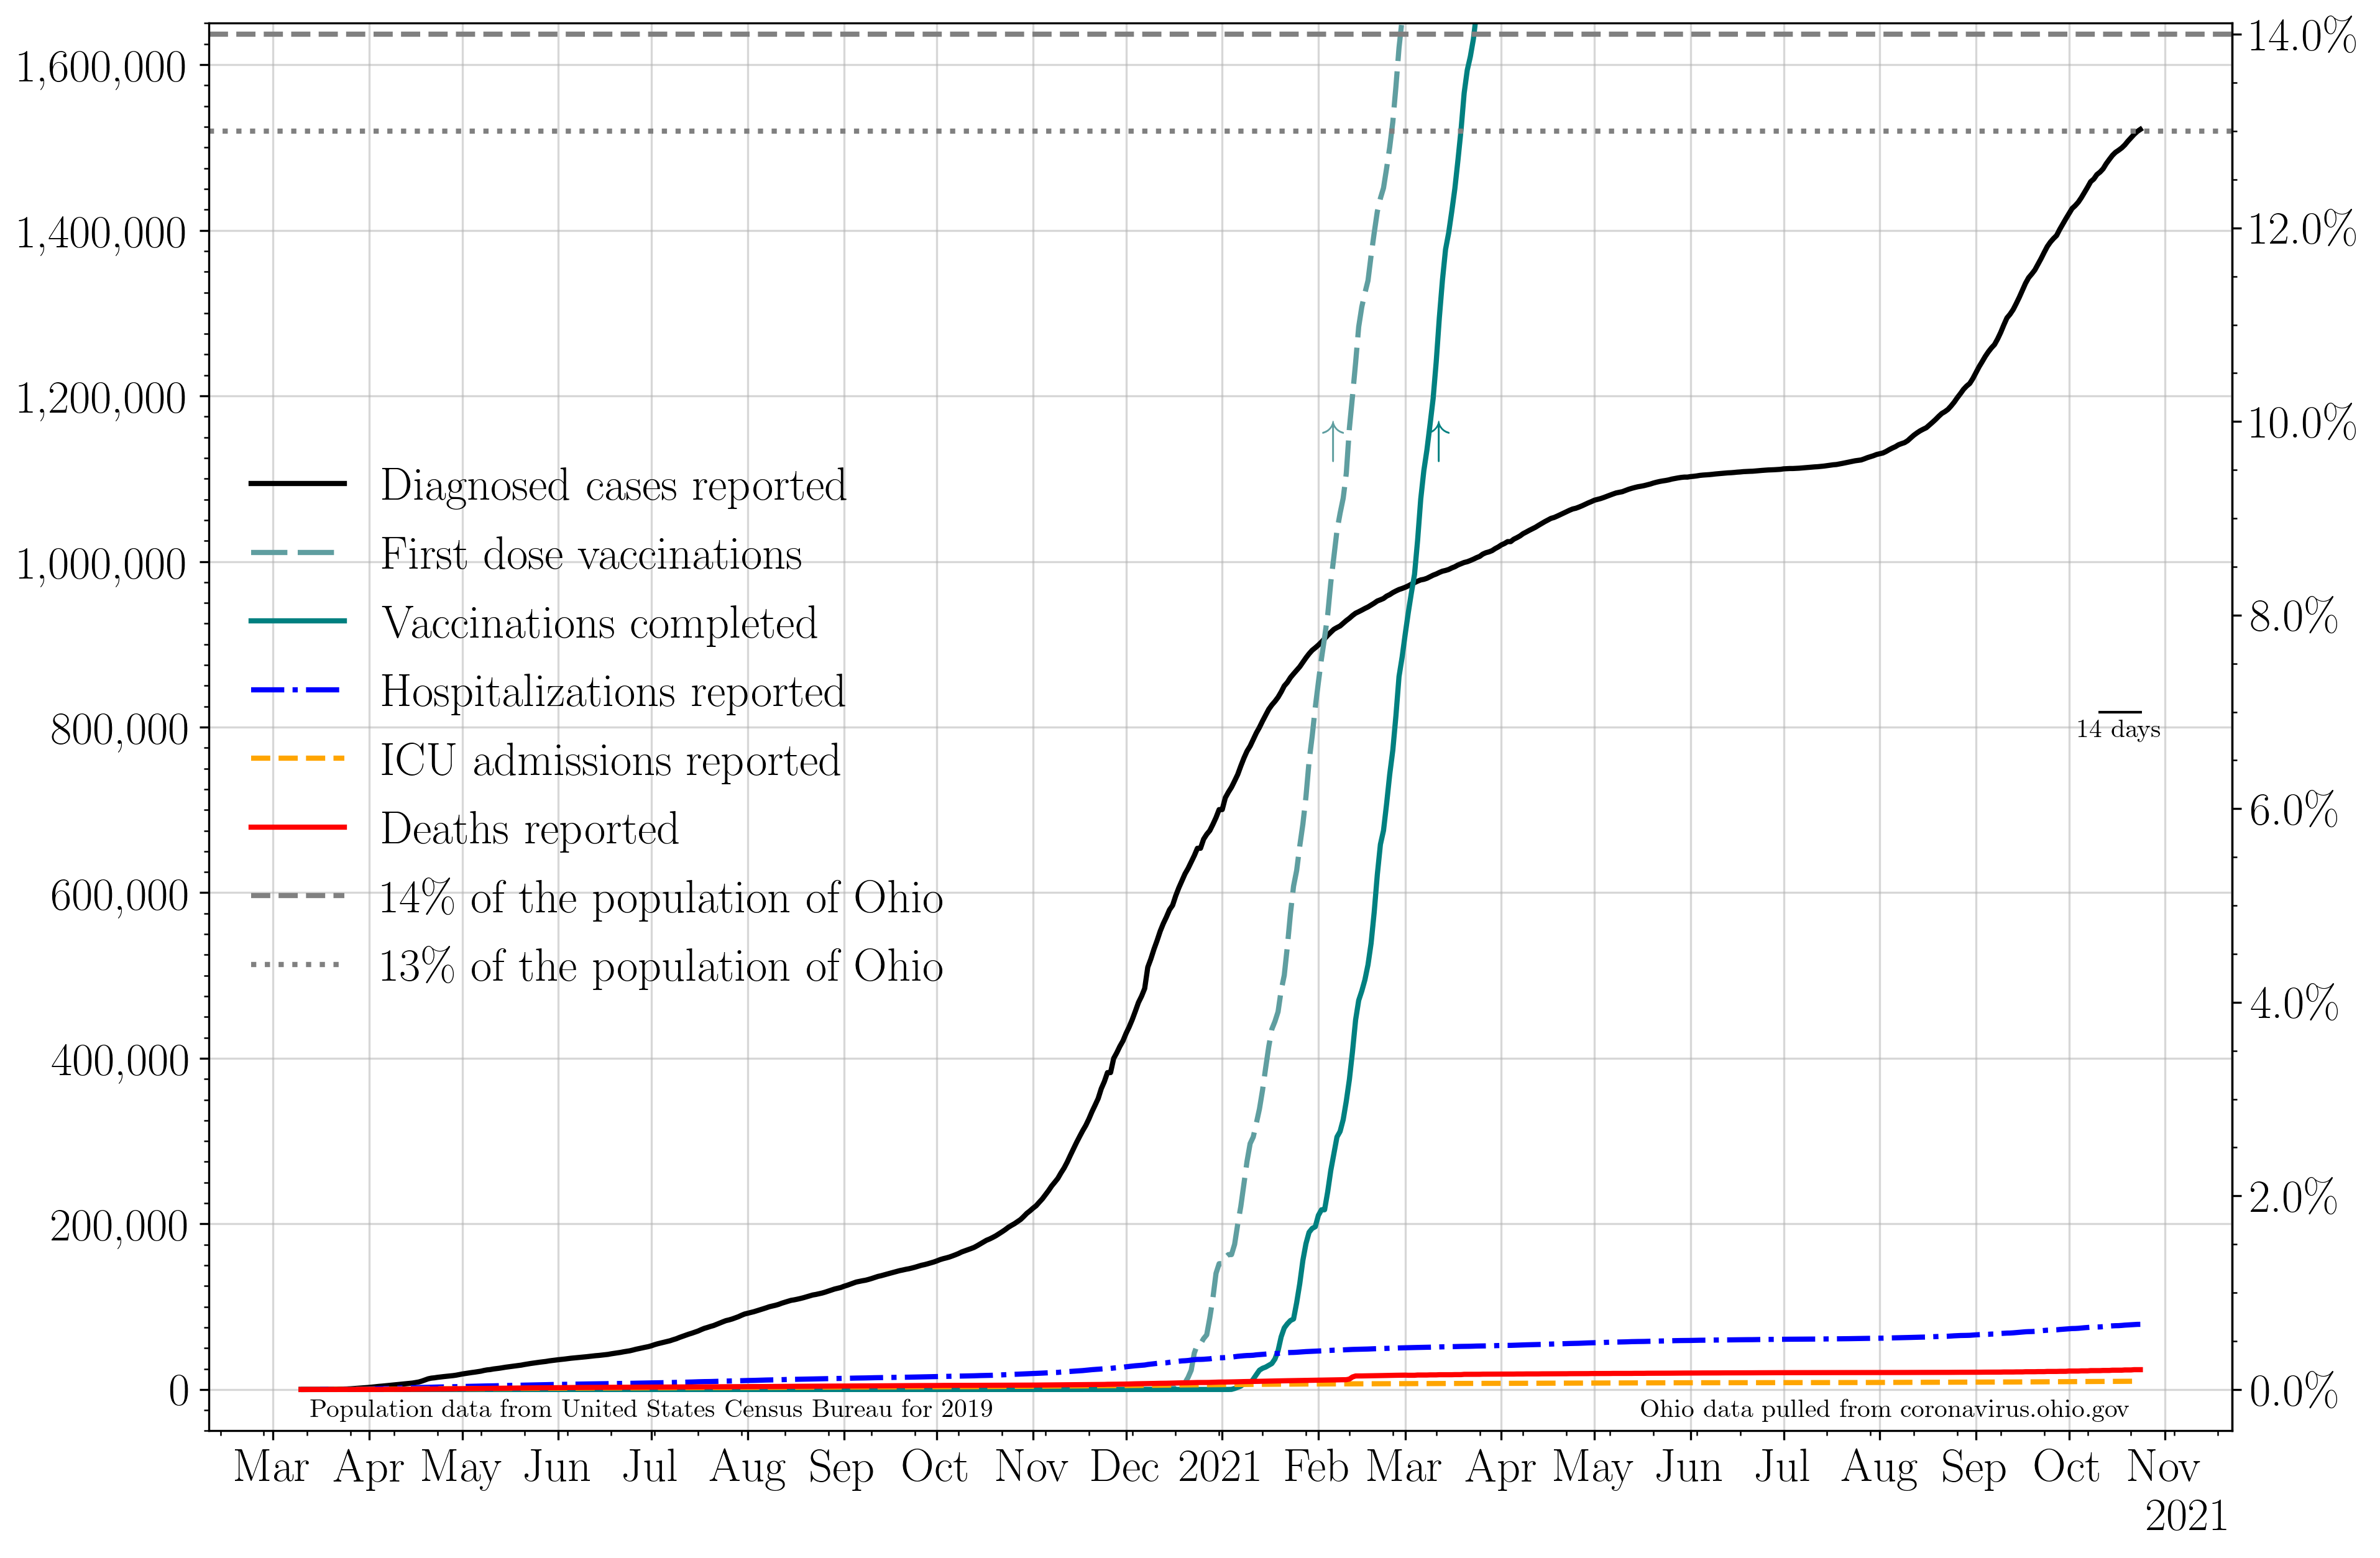 1,600,000
1,400,000
1,200,000
1,000,000
800,000
600,000
400,000
200,000
0
14.0%
12.0%
10.0%
8.0%
6.0%
4.0%
2.0%
0.0%
↑ ↑
Diagnosed cases reported
First dose vaccinations
Vaccinations completed
Hospitalizations reported
ICU admissions reported
Deaths reported
14% of the population of Ohio
13% of the population of Ohio
14 days
Population data from United States Census Bureau for 2019
Ohio data pulled from coronavirus.ohio.gov
Mar Apr May Jun Jul Aug Sep Oct Nov Dec 2021 Feb Mar Apr May Jun Jul Aug Sep Oct Nov
2021